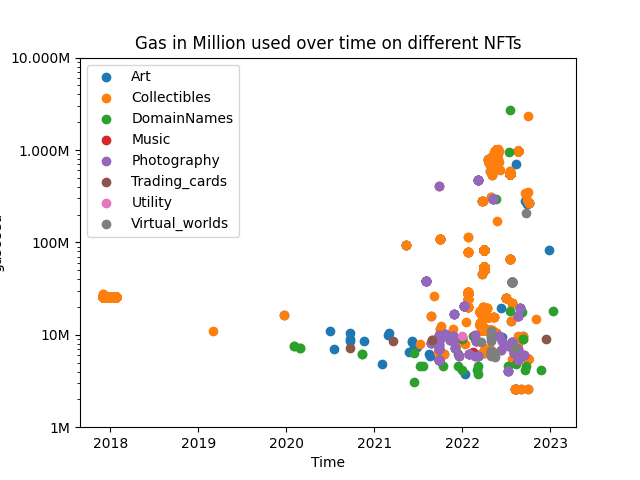 Gas in Million used over time on different NFTs
10.000M
1.000M
100M
10M
1M
Art
Collectibles
DomainNames
Music
Photography
Trading_cards
Utility
Virtual_worlds
2018 2019 2020 2021 2022 2023
Time